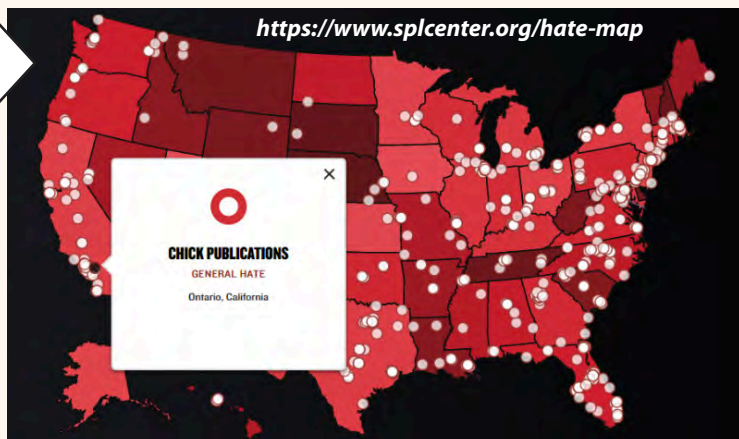 https://www.splcenter.org/hate-map
×
CHICK PUBLICATIONS
GENERAL HATE
Ontario, California